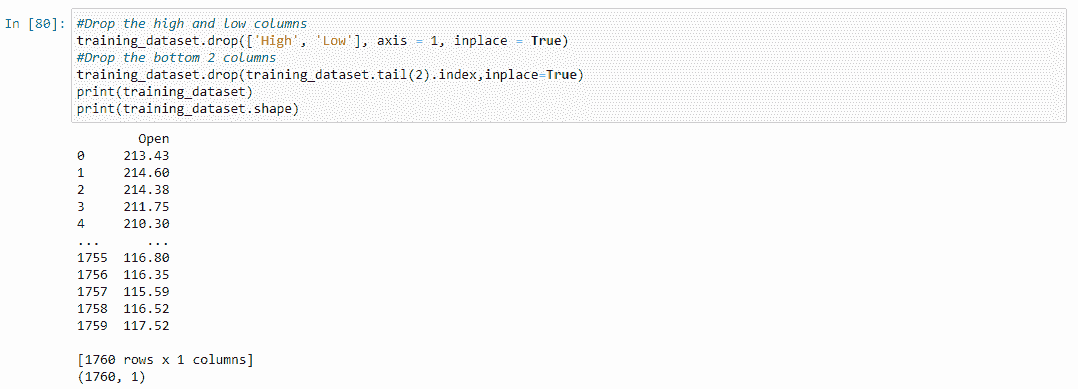 In [80]: #Drop the high and low columns
training_dataset.drop(['High', 'Low'], axis = 1, inplace = True)
#Drop the bottom 2 columns
training_dataset.drop(training_dataset.tail(2).index,inplace=True)
print(training_dataset)
print(training_dataset.shape)
Open
0 213.43
1 214.60
2 214.38
3 211.75
4 210.30
... ...
1755 116.80
1756 116.35
1757 115.59
1758 116.52
1759 117.52
[1760 rows x 1 columns]
(1760, 1)